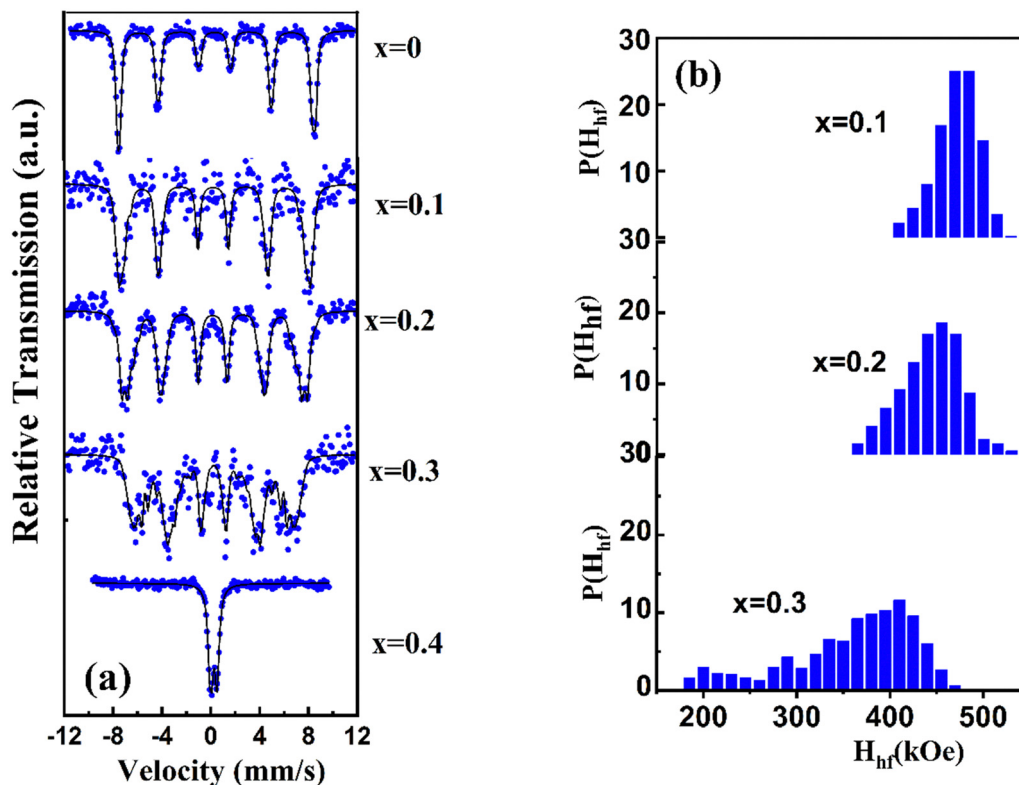 Relative Transmission (a.u.)
x=0
x=0.1
x=0.2
x=0.3
x=0.4
(a)
-12 -8 -4 0 4 8 12
Velocity (mm/s)
(b)
P(Hhf)
30
20
10
x=0.1
30
P(Hhf)
20
10
x=0.2
30
P(Hhf)
20
10
0
x=0.3
200 300 400 500
Hhf(kOe)